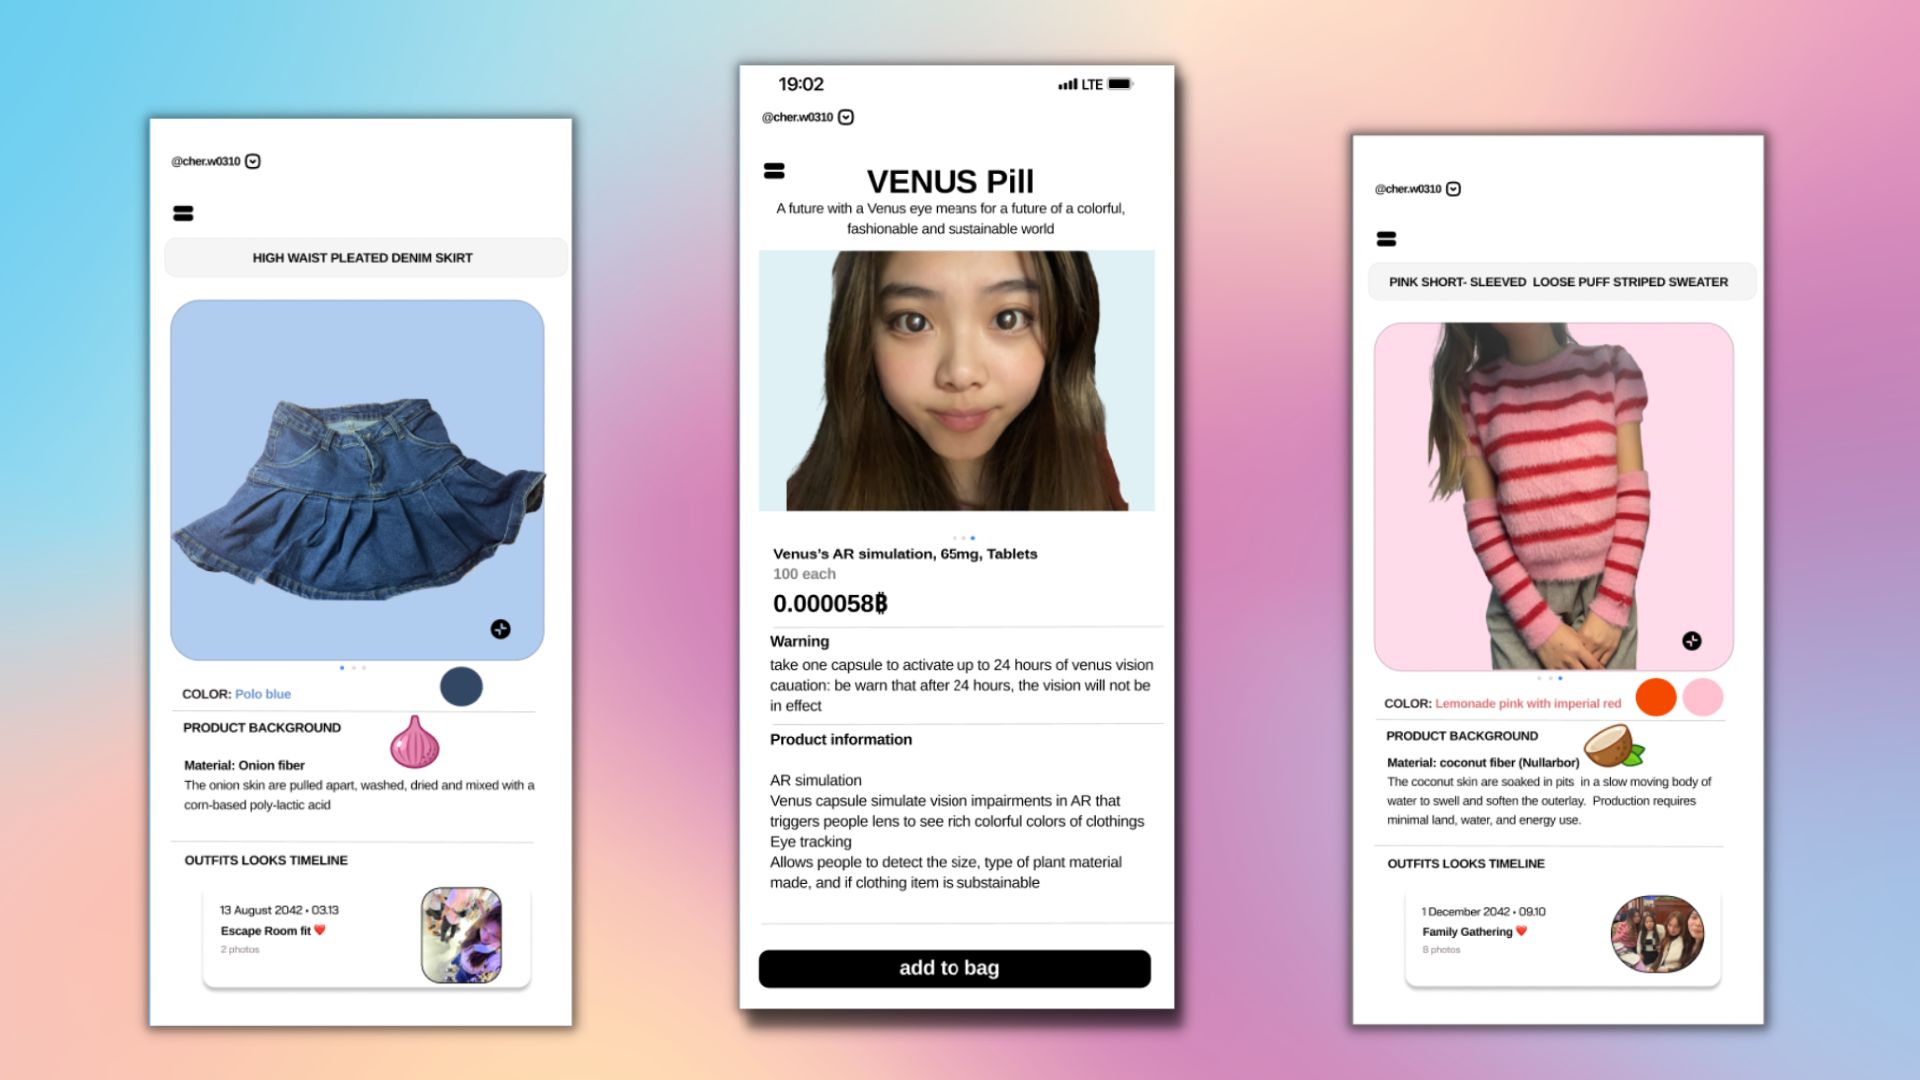 @cher.w0310
HIGH WAIST PLEATED DENIM SKIRT
COLOR: Polo blue
PRODUCT BACKGROUND
Material: Onion fiber
The onion skin are pulled apart, washed, dried and mixed with a
corn-based poly-lactic acid
OUTFITS LOOKS TIMELINE
13 August 2042 • 03.13
Escape Room fit ❤️
2 photos
19:02
LTE
@cher.w0310
VENUS Pill
A future with a Venus eye means for a future of a colorful,
fashionable and sustainable world
Venus's AR simulation, 65mg, Tablets
100 each
0.000058฿
Warning
take one capsule to activate up to 24 hours of venus vision
cauation: be warn that after 24 hours, the vision will not be
in effect
Product information
AR simulation
Venus capsule simulate vision impairments in AR that
triggers people lens to see rich colorful colors of clothings
Eye tracking
Allows people to detect the size, type of plant material
made, and if clothing item is substainable
add to bag
@cher.w0310
PINK SHORT- SLEEVED LOOSE PUFF STRIPED SWEATER
COLOR: Lemonade pink with imperial red
PRODUCT BACKGROUND
Material: coconut fiber (Nullarbor)
The coconut skin are soaked in pits in a slow moving body of
water to swell and soften the outerlay. Production requires
minimal land, water, and energy use.
OUTFITS LOOKS TIMELINE
1 December 2042 • 09.10
Family Gathering ❤️
8 photos